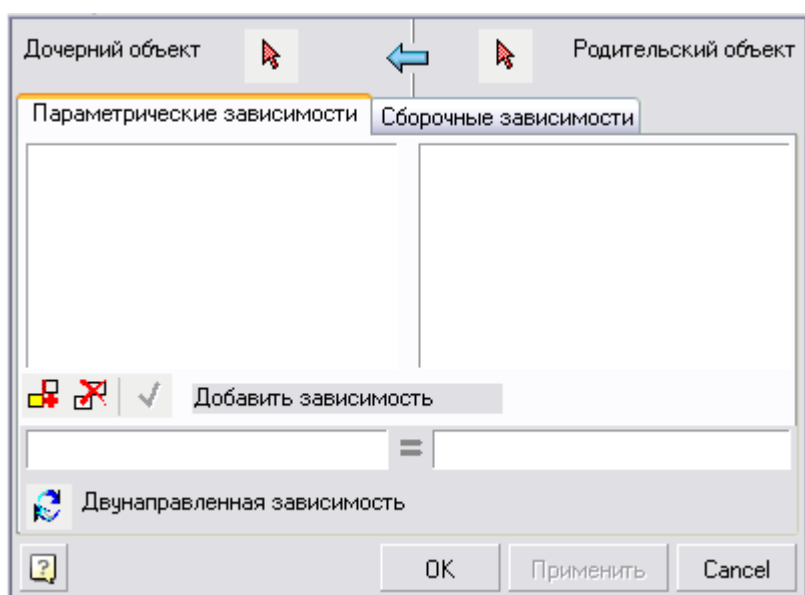 Дочерний объект Родительский объект
Параметрические зависимости Сборочные зависимости
Добавить зависимость
=
Двунаправленная зависимость
? OK Применить Cancel